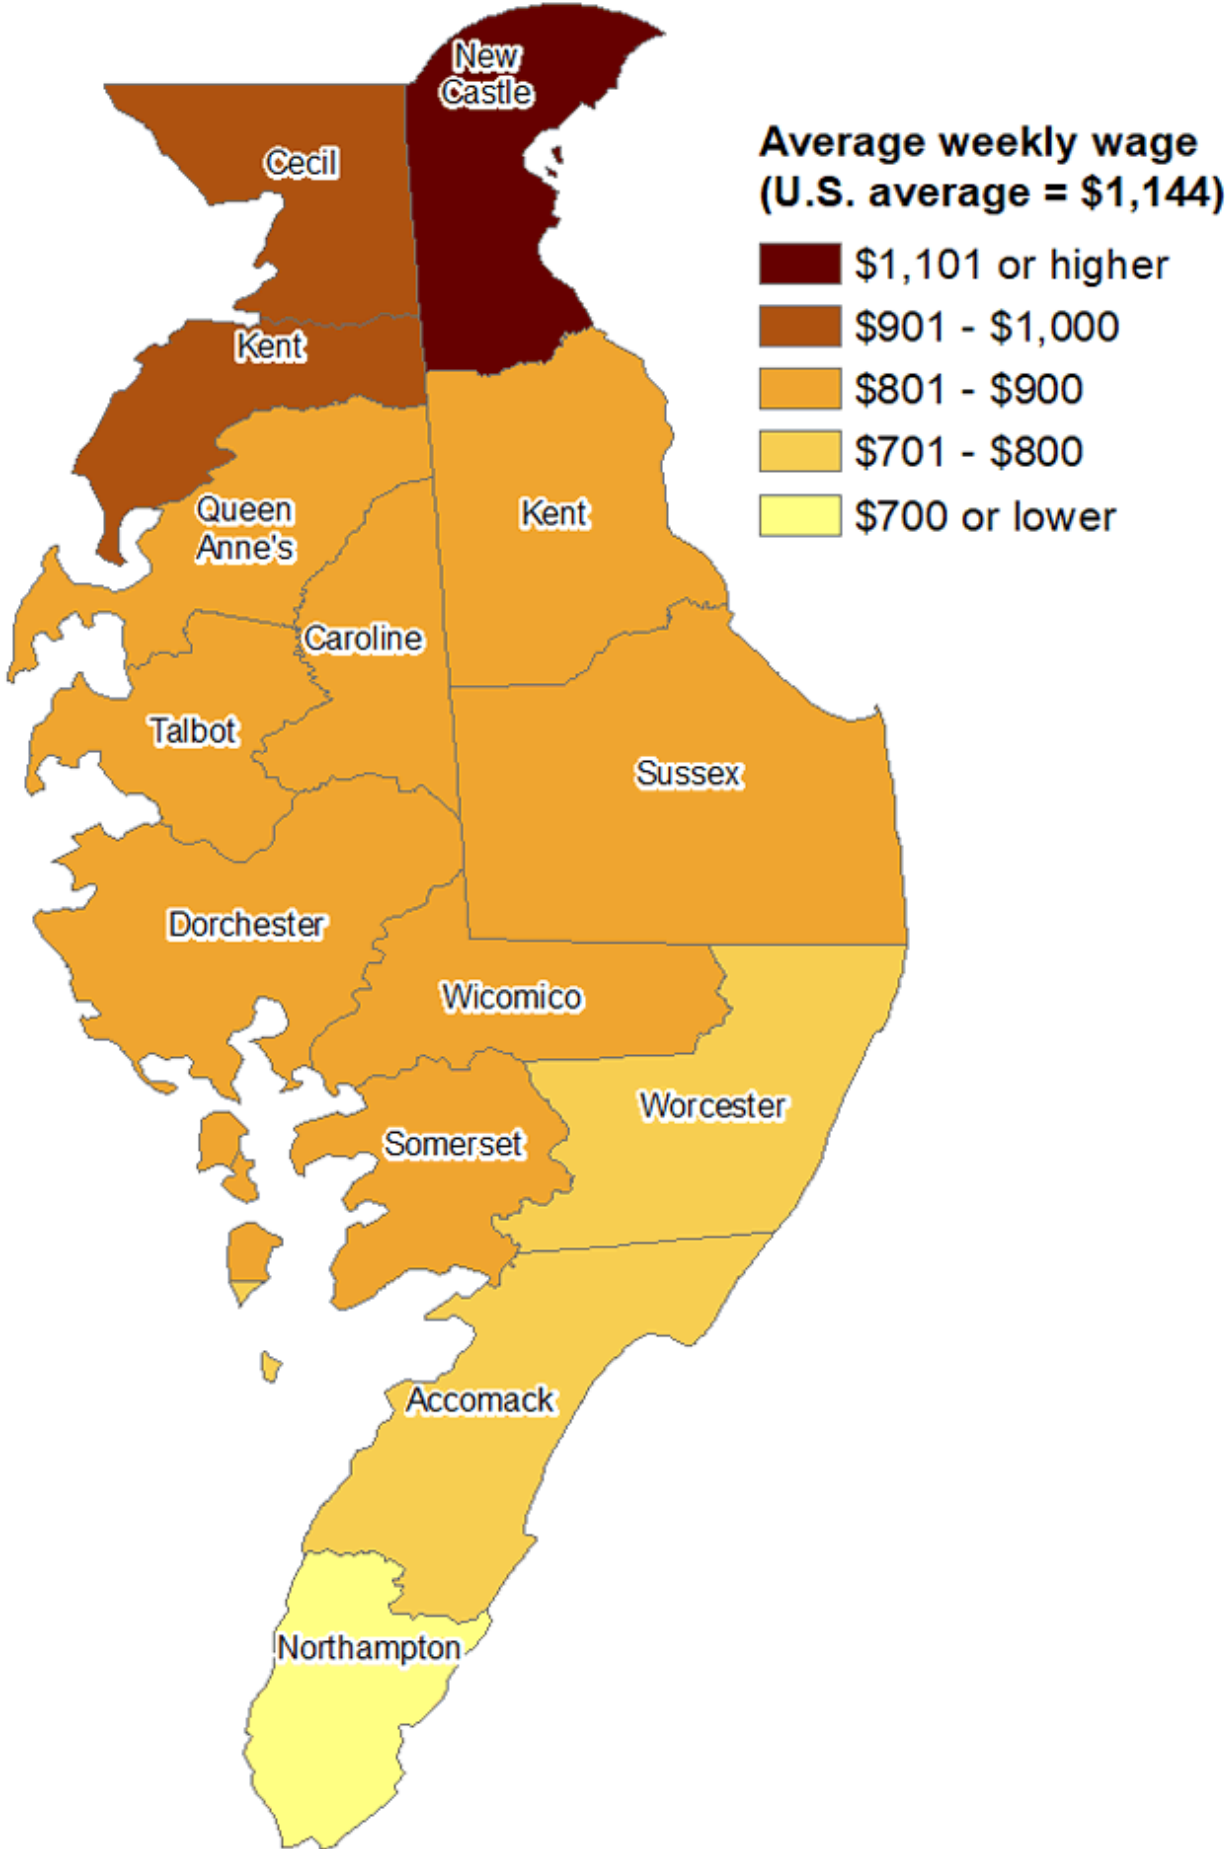 New
Castle
Cecil
Average weekly wage
(U.S. average = $1,144)
$1,101 or higher
$901 - $1,000
$801 - $900
$701 - $800
$700 or lower
Kent
Queen
Anne's
Kent
Caroline
Talbot
Sussex
Dorchester
Wicomico
Worcester
Somerset
Accomack
Northampton